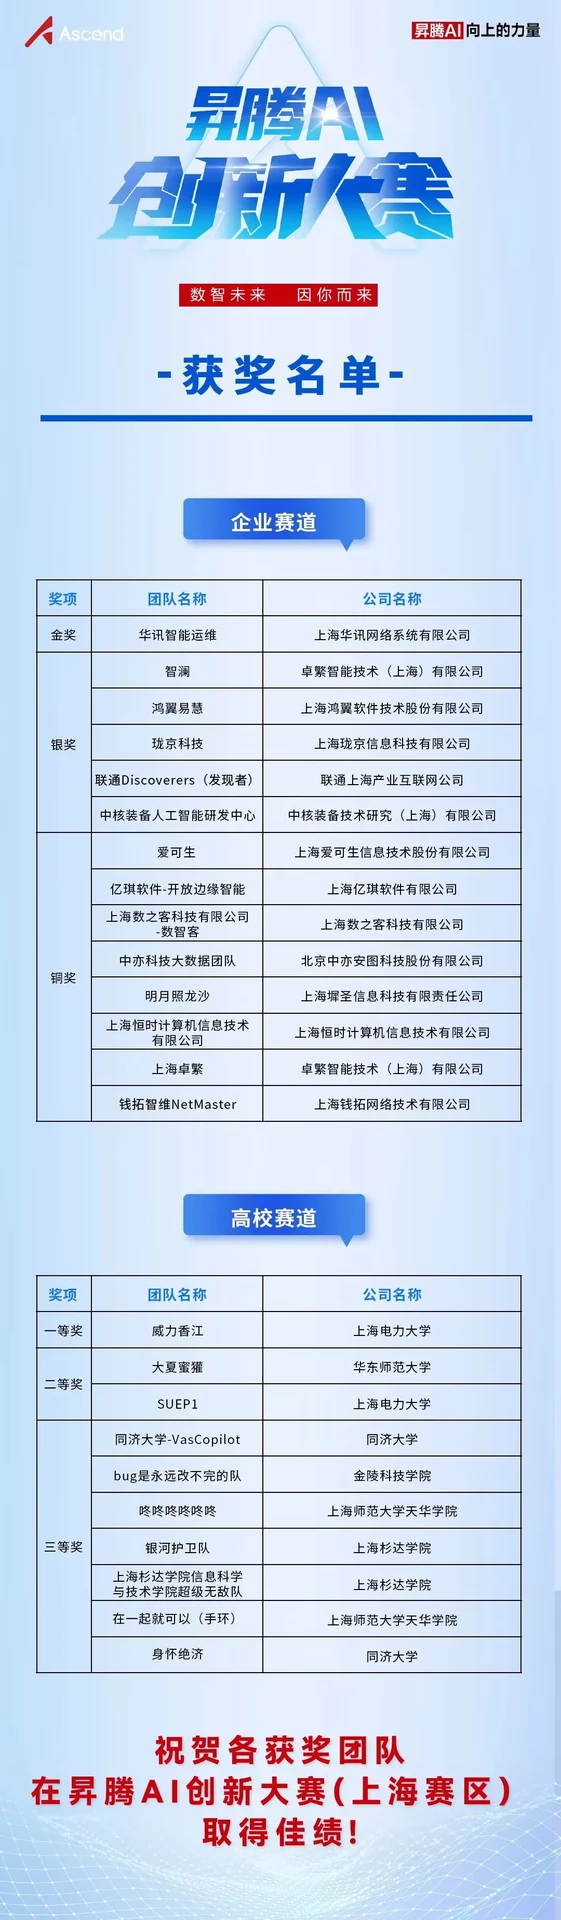 Ascend
昇腾AI 向上的力量
昇腾AI
创新大赛
数智未来 因你而来
-获奖名单-
企业赛道
奖项 团队名称 公司名称
金奖 华讯智能运维 上海华讯网络系统有限公司
银奖
智澜 卓繁智能技术（上海）有限公司
鸿翼易慧 上海鸿翼软件技术股份有限公司
珑京科技 上海珑京信息科技有限公司
联通Discoverers（发现者） 联通上海产业互联网公司
中核装备人工智能研发中心 中核装备技术研究（上海）有限公司
铜奖
爱可生 上海爱可生信息技术股份有限公司
亿琪软件-开放边缘智能 上海亿琪软件有限公司
上海数之客科技有限公司
-数智客 上海数之客科技有限公司
中亦科技大数据团队 北京中亦安图科技股份有限公司
明月照龙沙 上海墀圣信息科技有限责任公司
上海恒时计算机信息技术
有限公司 上海恒时计算机信息技术有限公司
上海卓繁 卓繁智能技术（上海）有限公司
钱拓智维NetMaster 上海钱拓网络技术有限公司
高校赛道
奖项 团队名称 公司名称
一等奖 威力香江 上海电力大学
二等奖
大夏蜜獾 华东师范大学
SUEP1 上海电力大学
三等奖
同济大学-VasCopilot 同济大学
bug是永远改不完的队 金陵科技学院
咚咚咚咚咚咚 上海师范大学天华学院
银河护卫队 上海杉达学院
上海杉达学院信息科学
与技术学院超级无敌队 上海杉达学院
在一起就可以（手环） 上海师范大学天华学院
身怀绝济 同济大学
祝贺各获奖团队
在昇腾AI创新大赛(上海赛区)
取得佳绩!